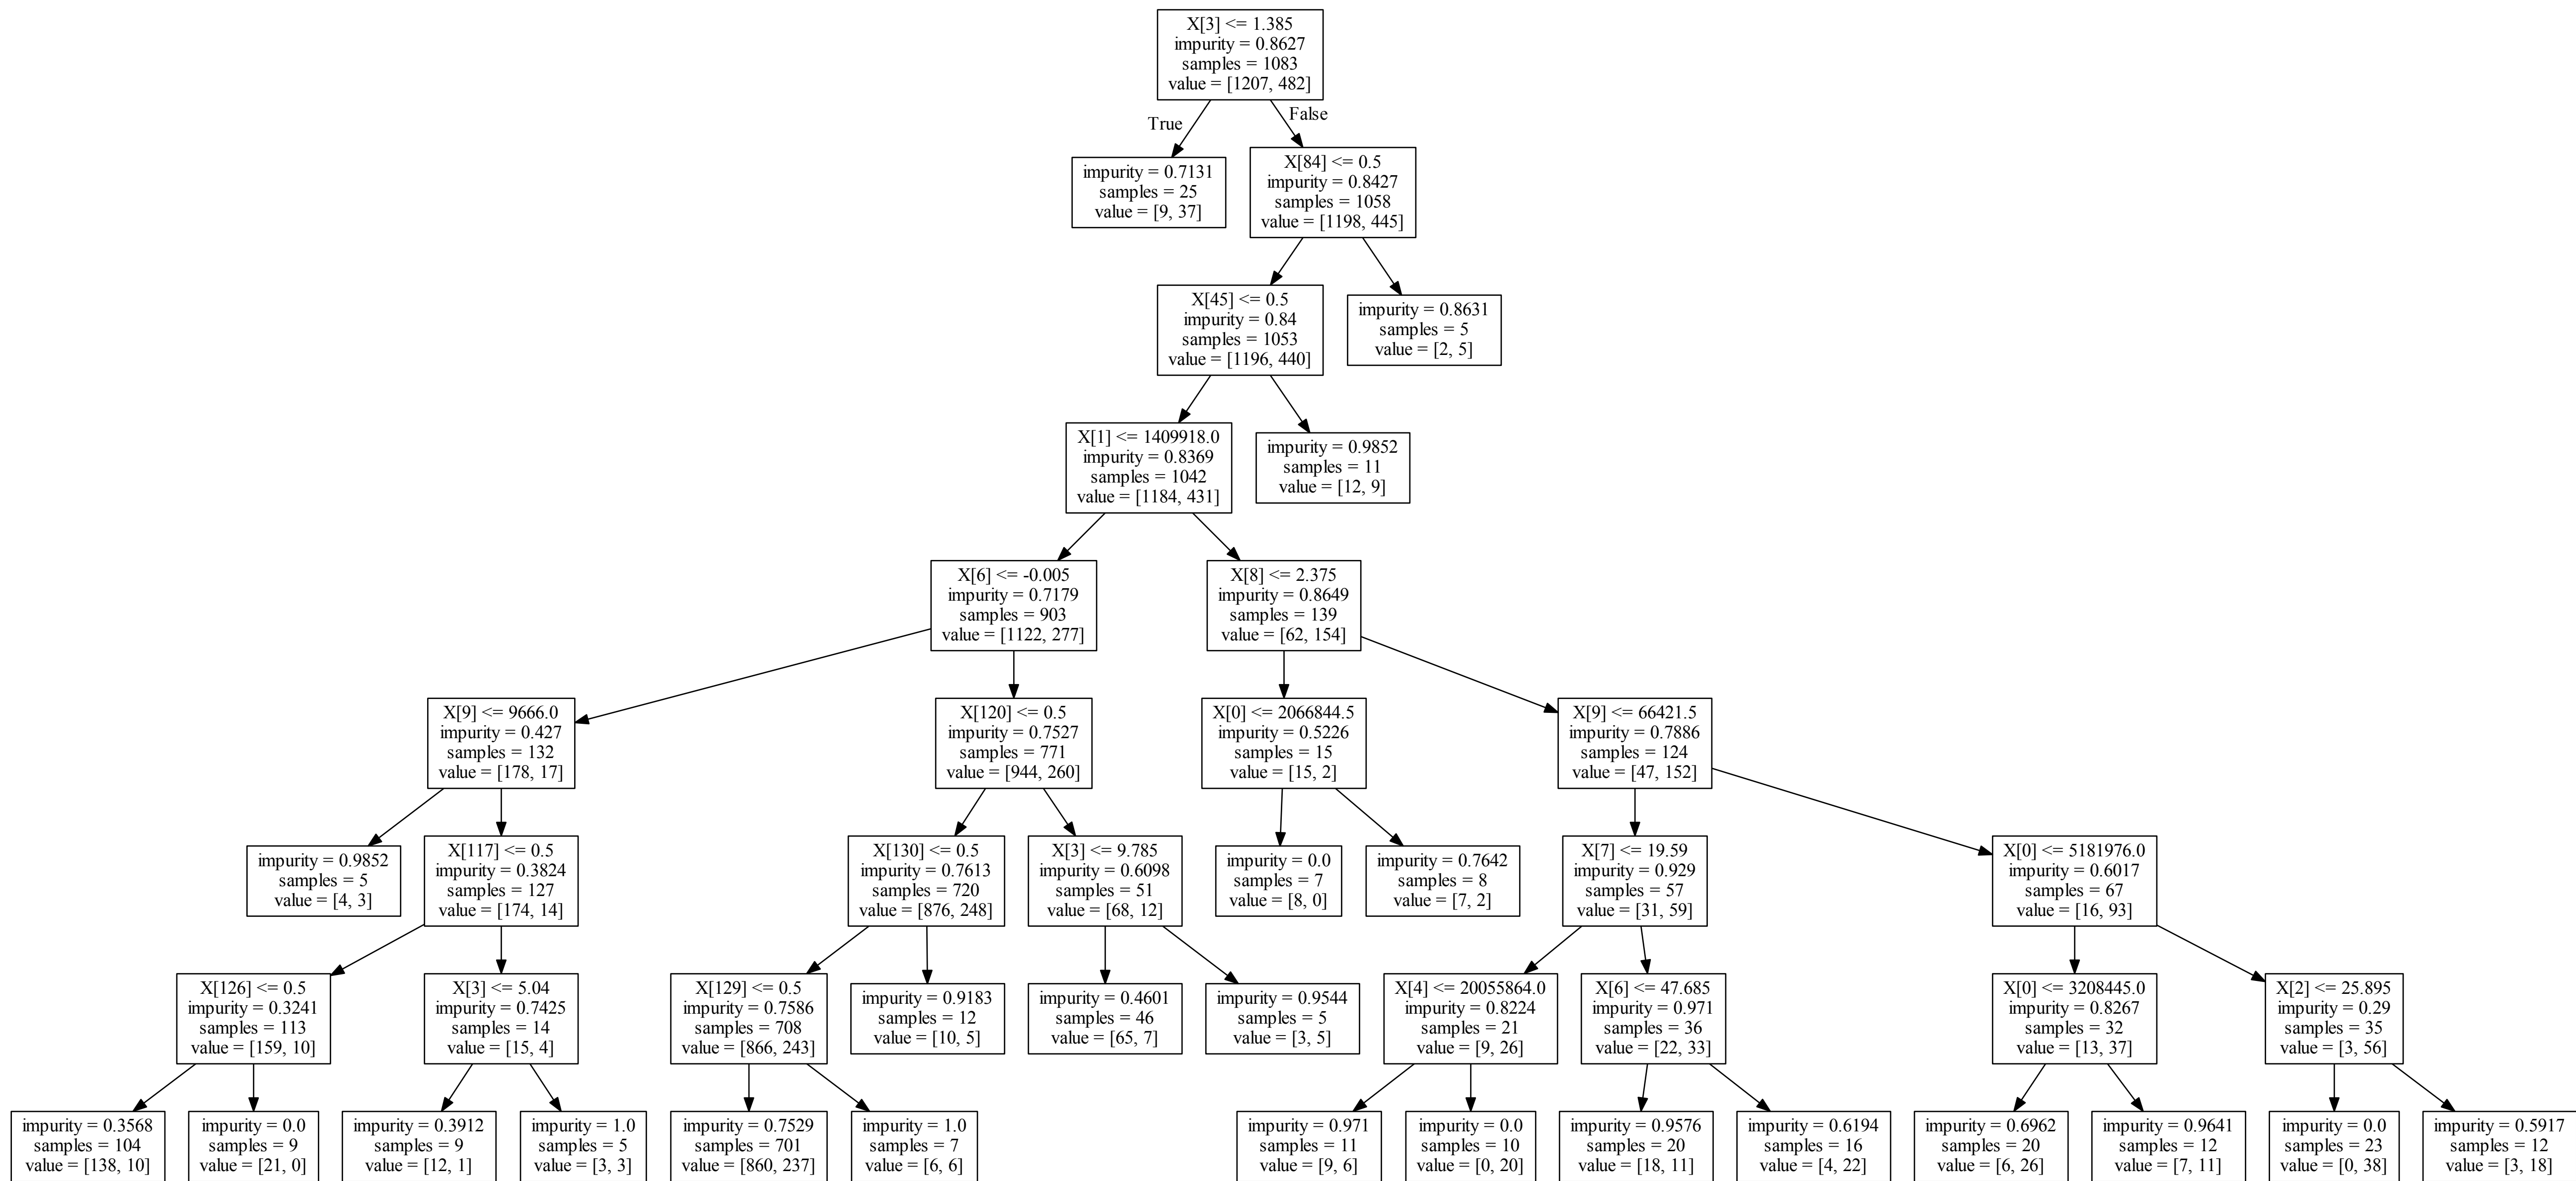 X[3] <= 1.385
impurity = 0.8627
samples = 1083
value = [1207, 482]
True
False
impurity = 0.7131
samples = 25
value = [9, 37]
X[84] <= 0.5
impurity = 0.8427
samples = 1058
value = [1198, 445]
X[45] <= 0.5
impurity = 0.84
samples = 1053
value = [1196, 440]
impurity = 0.8631
samples = 5
value = [2, 5]
X[1] <= 1409918.0
impurity = 0.8369
samples = 1042
value = [1184, 431]
impurity = 0.9852
samples = 11
value = [12, 9]
X[6] <= -0.005
impurity = 0.7179
samples = 903
value = [1122, 277]
X[8] <= 2.375
impurity = 0.8649
samples = 139
value = [62, 154]
X[9] <= 9666.0
impurity = 0.427
samples = 132
value = [178, 17]
X[120] <= 0.5
impurity = 0.7527
samples = 771
value = [944, 260]
X[0] <= 2066844.5
impurity = 0.5226
samples = 15
value = [15, 2]
X[9] <= 66421.5
impurity = 0.7886
samples = 124
value = [47, 152]
impurity = 0.9852
samples = 5
value = [4, 3]
X[117] <= 0.5
impurity = 0.3824
samples = 127
value = [174, 14]
X[130] <= 0.5
impurity = 0.7613
samples = 720
value = [876, 248]
X[3] <= 9.785
impurity = 0.6098
samples = 51
value = [68, 12]
impurity = 0.0
samples = 7
value = [8, 0]
impurity = 0.7642
samples = 8
value = [7, 2]
X[7] <= 19.59
impurity = 0.929
samples = 57
value = [31, 59]
X[0] <= 5181976.0
impurity = 0.6017
samples = 67
value = [16, 93]
X[126] <= 0.5
impurity = 0.3241
samples = 113
value = [159, 10]
X[3] <= 5.04
impurity = 0.7425
samples = 14
value = [15, 4]
X[129] <= 0.5
impurity = 0.7586
samples = 708
value = [866, 243]
impurity = 0.9183
samples = 12
value = [10, 5]
impurity = 0.4601
samples = 46
value = [65, 7]
impurity = 0.9544
samples = 5
value = [3, 5]
X[4] <= 20055864.0
impurity = 0.8224
samples = 21
value = [9, 26]
X[6] <= 47.685
impurity = 0.971
samples = 36
value = [22, 33]
X[0] <= 3208445.0
impurity = 0.8267
samples = 32
value = [13, 37]
X[2] <= 25.895
impurity = 0.29
samples = 35
value = [3, 56]
impurity = 0.3568
samples = 104
value = [138, 10]
impurity = 0.0
samples = 9
value = [21, 0]
impurity = 0.3912
samples = 9
value = [12, 1]
impurity = 1.0
samples = 5
value = [3, 3]
impurity = 0.7529
samples = 701
value = [860, 237]
impurity = 1.0
samples = 7
value = [6, 6]
impurity = 0.971
samples = 11
value = [9, 6]
impurity = 0.0
samples = 10
value = [0, 20]
impurity = 0.9576
samples = 20
value = [18, 11]
impurity = 0.6194
samples = 16
value = [4, 22]
impurity = 0.6962
samples = 20
value = [6, 26]
impurity = 0.9641
samples = 12
value = [7, 11]
impurity = 0.0
samples = 23
value = [0, 38]
impurity = 0.5917
samples = 12
value = [3, 18]